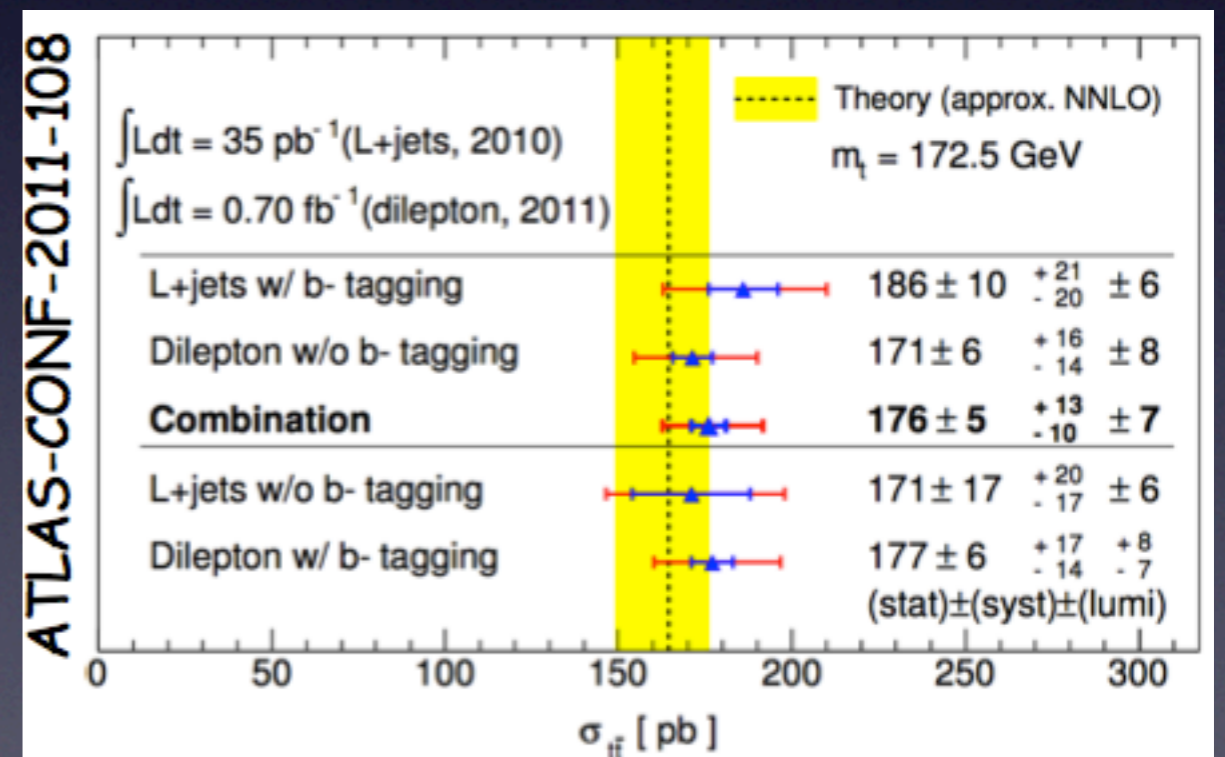 ATLAS-CONF-2011-108
Theory (approx. NNLO)
∫Ldt = 35 pb⁻¹(L+jets, 2010)
mₜ = 172.5 GeV
∫Ldt = 0.70 fb⁻¹(dilepton, 2011)
L+jets w/ b- tagging 186 ± 10 + 21 - 20 ± 6
Dilepton w/o b- tagging 171 ± 6 + 16 - 14 ± 8
Combination 176 ± 5 + 13 - 10 ± 7
L+jets w/o b- tagging 171 ± 17 + 20 - 17 ± 6
Dilepton w/ b- tagging 177 ± 6 + 17 - 14 + 8 - 7
(stat)±(syst)±(lumi)
0 50 100 150 200 250 300
σ tt̄ [ pb ]